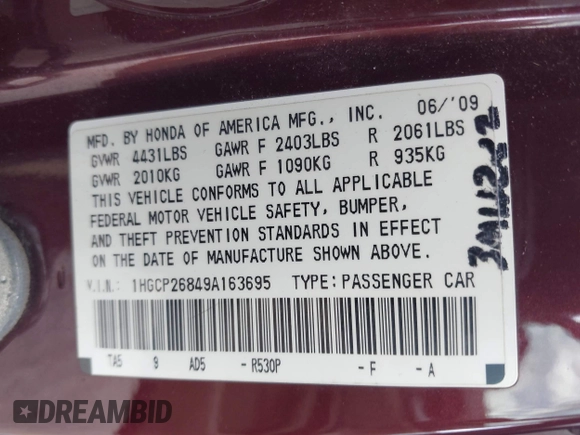 MFD. BY HONDA OF AMERICA MFG., INC. 06/'09
GVWR 4431LBS GAWR F 2403LBS R 2061LBS
GVWR 2010KG GAWR F 1090KG R 935KG
THIS VEHICLE CONFORMS TO ALL APPLICABLE
FEDERAL MOTOR VEHICLE SAFETY, BUMPER,
AND THEFT PREVENTION STANDARDS IN EFFECT
ON THE DATE OF MANUFACTURE SHOWN ABOVE.
V.I.N.: 1HGCP26849A163695 TYPE: PASSENGER CAR
TA5 9 AD5 - R530P - F - A
DREAMBID